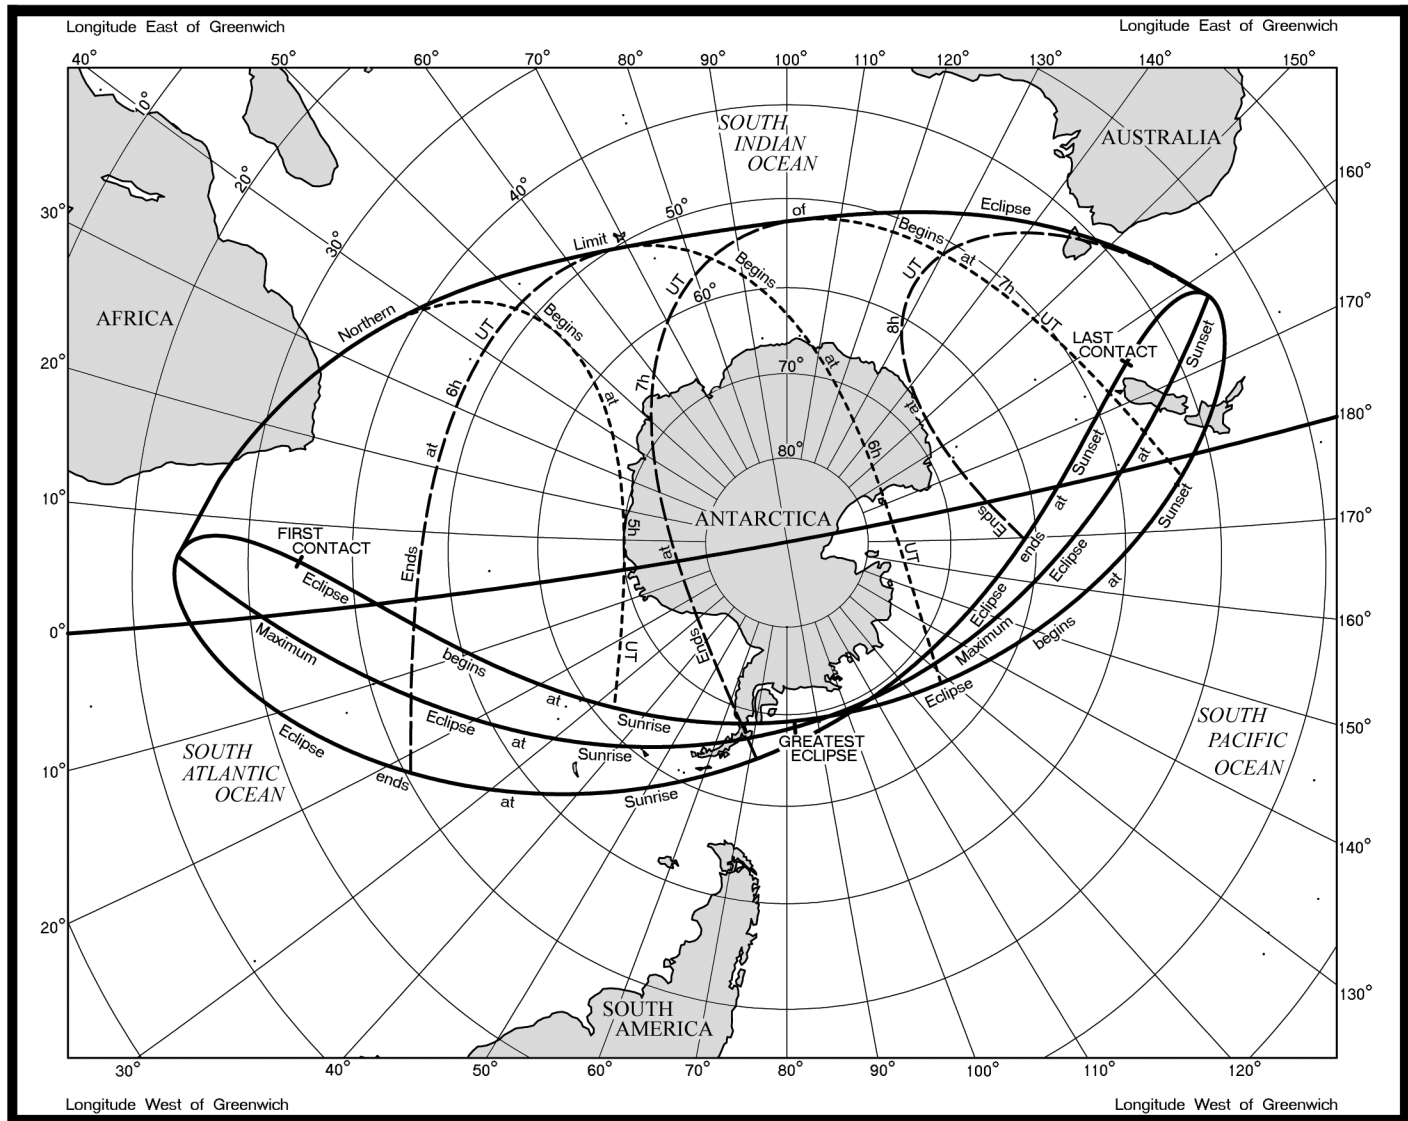 Longitude East of Greenwich
Longitude East of Greenwich
40° 50° 60° 70° 80° 90° 100° 110° 120° 130° 140° 150°
10°
20°
30°
40°
50°
60°
70°
80°
SOUTH
INDIAN
OCEAN
AUSTRALIA
160°
170°
180°
170°
160°
150°
140°
130°
30°
20°
10°
0°
10°
20°
AFRICA
Northern Limit of Eclipse
Begins at 5h UT
Begins at 6h UT
Begins at 7h UT
Ends at 6h UT
Ends at 7h UT
Ends at 8h UT
LAST
CONTACT
ANTARCTICA
FIRST
CONTACT
Eclipse begins at Sunrise
Maximum Eclipse at Sunrise
Eclipse ends at Sunrise
Eclipse ends at Sunset
Maximum Eclipse at Sunset
Eclipse begins at Sunset
GREATEST
ECLIPSE
SOUTH
ATLANTIC
OCEAN
SOUTH
PACIFIC
OCEAN
SOUTH
AMERICA
30° 40° 50° 60° 70° 80° 90° 100° 110° 120°
Longitude West of Greenwich
Longitude West of Greenwich